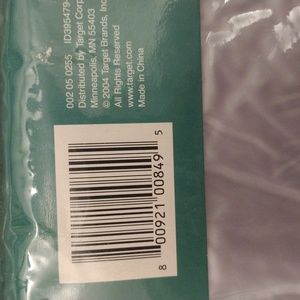 002 05 0255 ID395479-
Distributed by Target Corp
Minneapolis, MN 55403
© 2004 Target Brands, Inc.
All Rights Reserved
www.target.com
Made in China
8 00921 00849 5